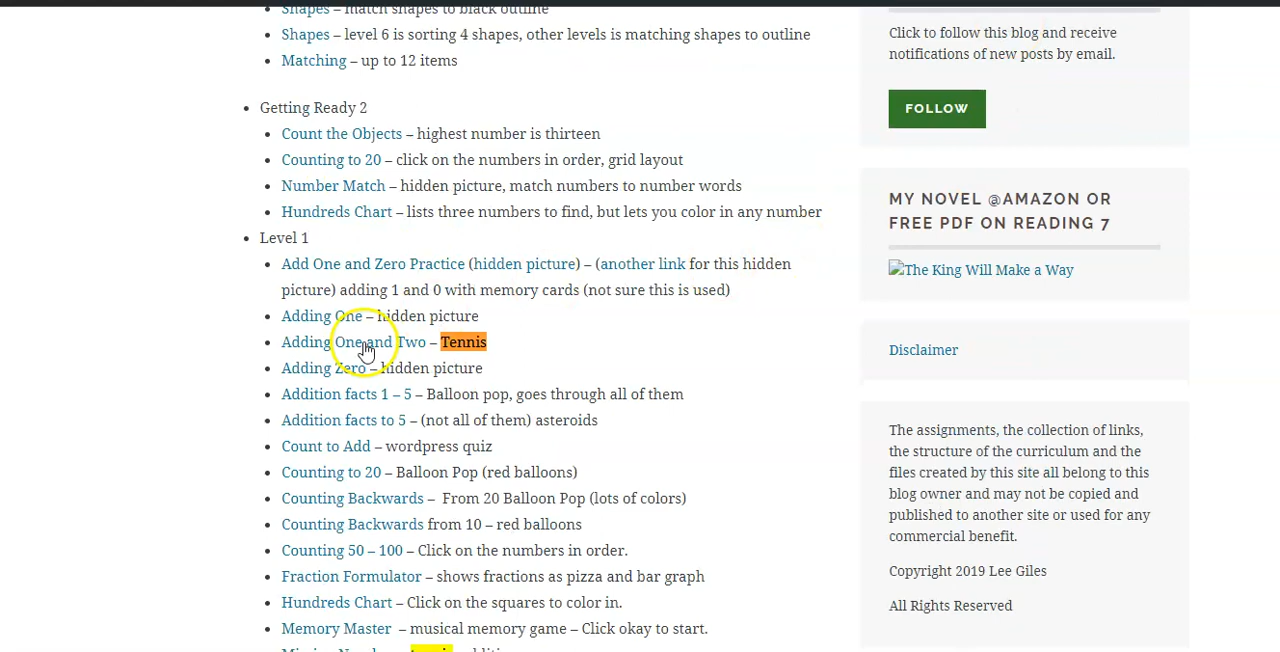 Shapes – match shapes to black outline
Shapes – level 6 is sorting 4 shapes, other levels is matching shapes to outline
Matching – up to 12 items
Getting Ready 2
Count the Objects – highest number is thirteen
Counting to 20 – click on the numbers in order, grid layout
Number Match – hidden picture, match numbers to number words
Hundreds Chart – lists three numbers to find, but lets you color in any number
Level 1
Add One and Zero Practice (hidden picture) – (another link for this hidden
picture) adding 1 and 0 with memory cards (not sure this is used)
Adding One – hidden picture
Adding One and Two – Tennis
Adding Zero – hidden picture
Addition facts 1 – 5 – Balloon pop, goes through all of them
Addition facts to 5 – (not all of them) asteroids
Count to Add – wordpress quiz
Counting to 20 – Balloon Pop (red balloons)
Counting Backwards – From 20 Balloon Pop (lots of colors)
Counting Backwards from 10 – red balloons
Counting 50 – 100 – Click on the numbers in order.
Fraction Formulator – shows fractions as pizza and bar graph
Hundreds Chart – Click on the squares to color in.
Memory Master – musical memory game – Click okay to start.
Click to follow this blog and receive
notifications of new posts by email.
FOLLOW
MY NOVEL @AMAZON OR
FREE PDF ON READING 7
The King Will Make a Way
Disclaimer
The assignments, the collection of links,
the structure of the curriculum and the
files created by this site all belong to this
blog owner and may not be copied and
published to another site or used for any
commercial benefit.
Copyright 2019 Lee Giles
All Rights Reserved